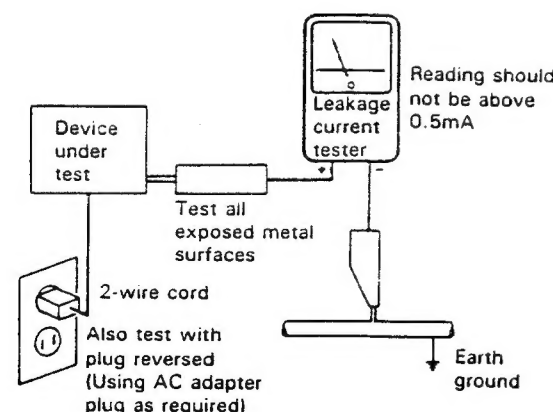 Device
under
test
Leakage
current
tester
+ -
Reading should
not be above
0.5mA
Test all
exposed metal
surfaces
2-wire cord
Also test with
plug reversed
(Using AC adapter
plug as required)
Earth
ground